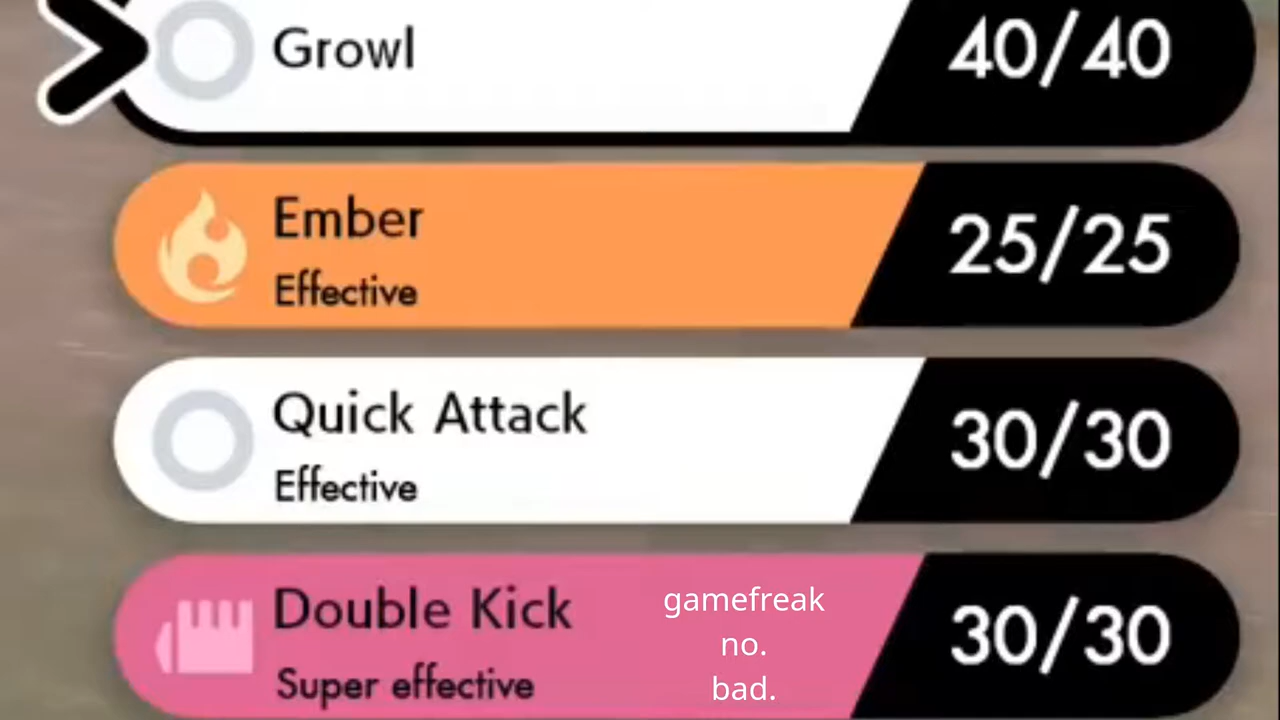 Growl 40/40
Ember 25/25
Effective
Quick Attack 30/30
Effective
Double Kick 30/30
Super effective
gamefreak
no.
bad.